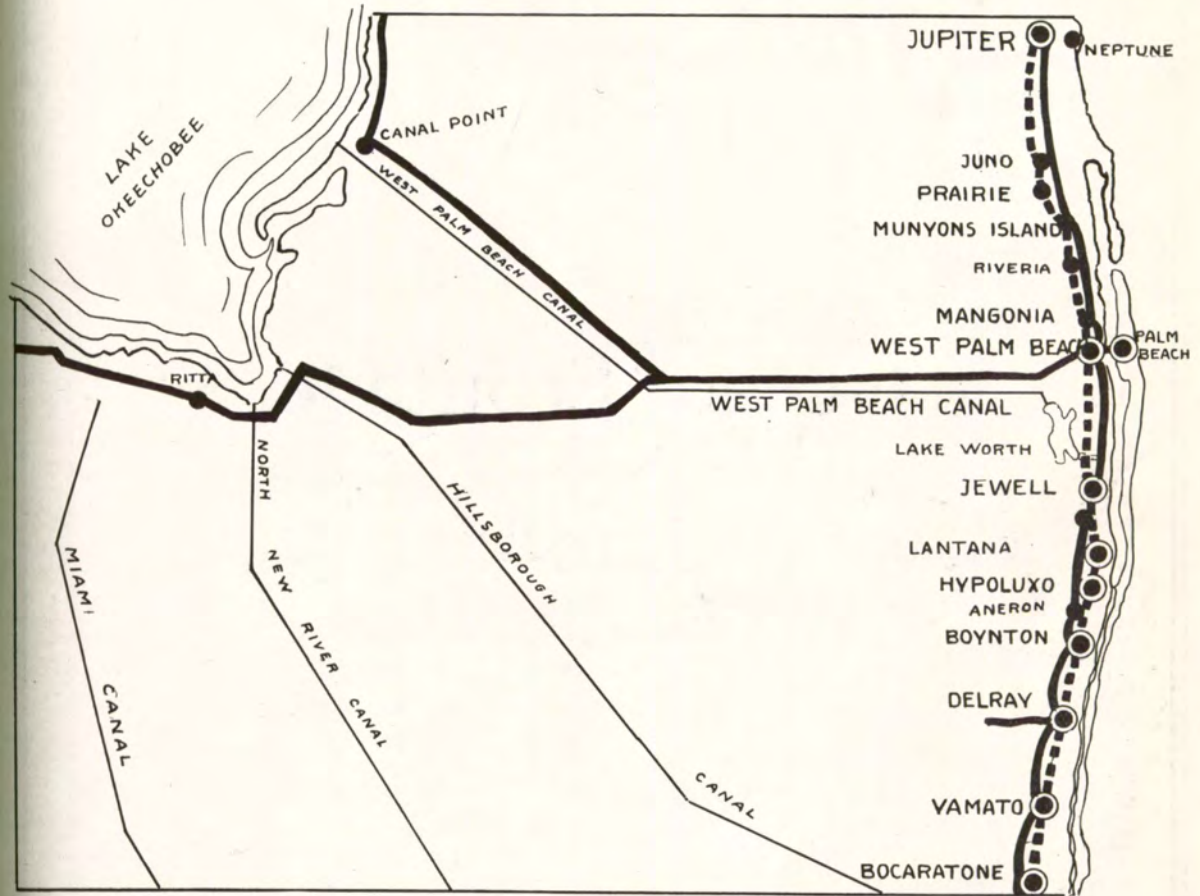 JUPITER
NEPTUNE
CANAL POINT
LAKE
OKEECHOBEE
JUNO
PRAIRIE
WEST PALM BEACH CANAL
MUNYONS ISLAND
RIVERIA
MANGONIA
WEST PALM BEACH
PALM
BEACH
RITTA
WEST PALM BEACH CANAL
LAKE WORTH
NORTH NEW RIVER CANAL
JEWELL
HILLSBOROUGH CANAL
LANTANA
MIAMI CANAL
HYPOLUXO
ANERON
BOYNTON
DELRAY
YAMATO
BOCARATONE